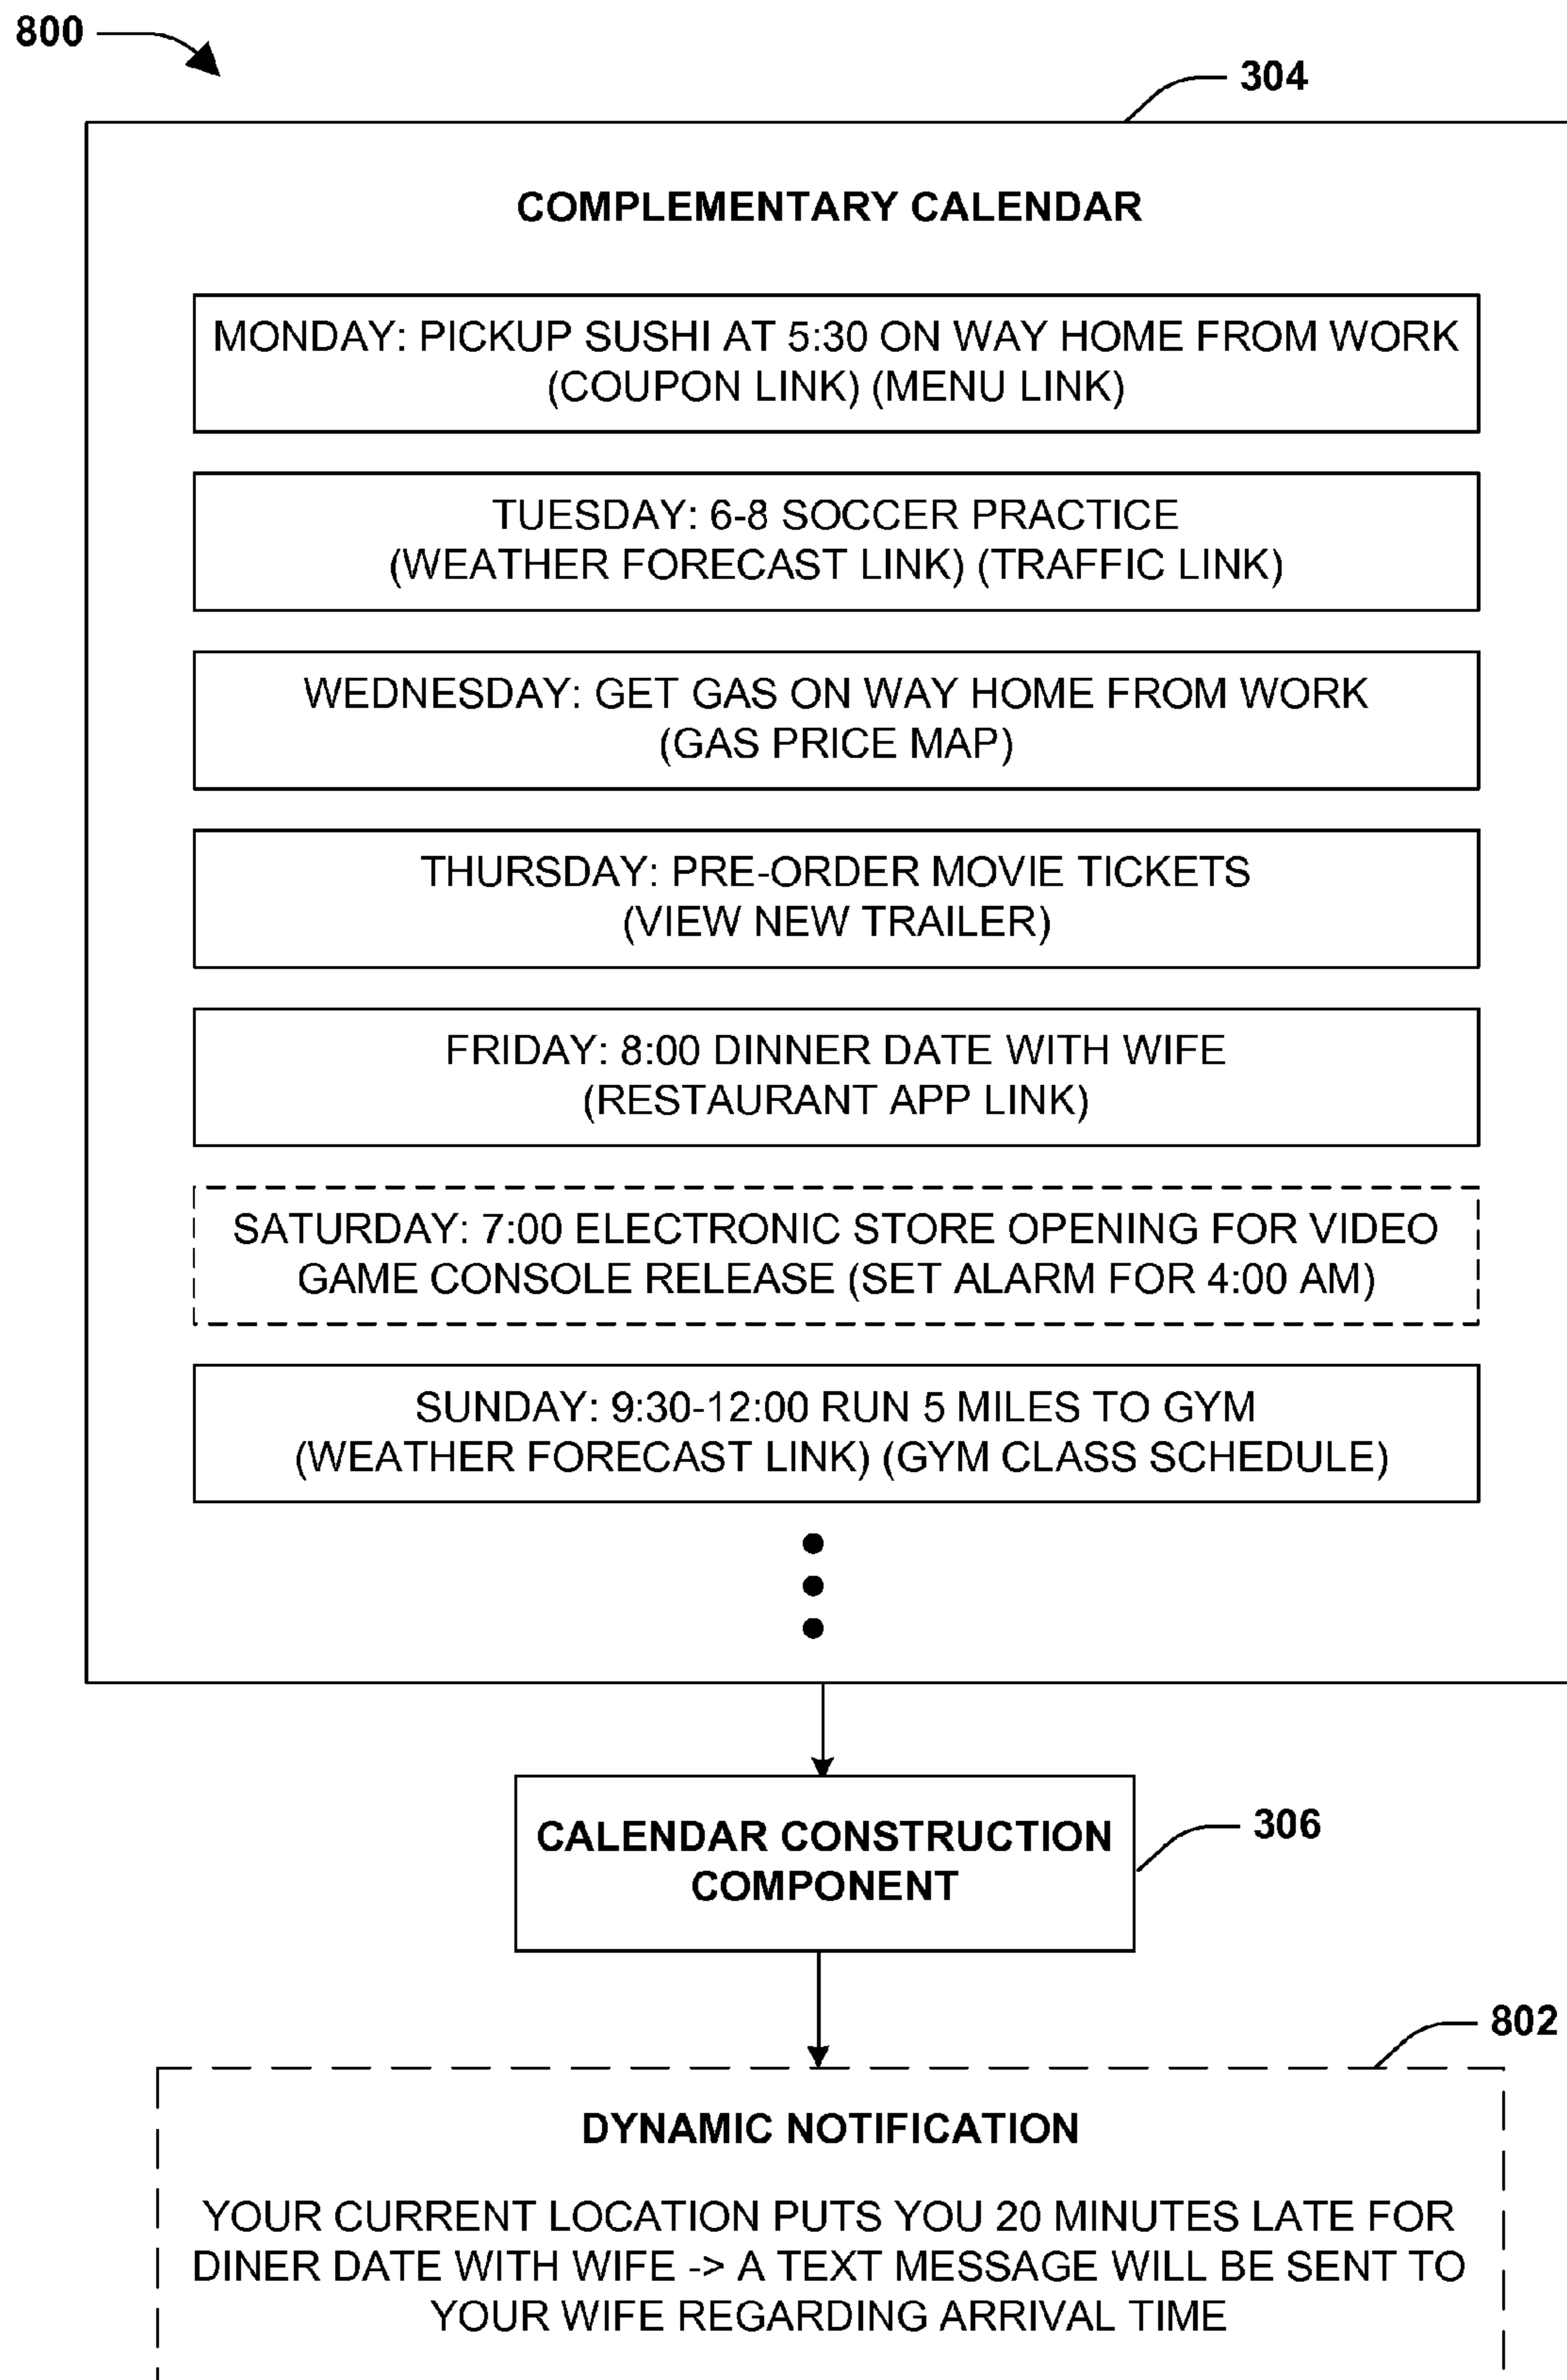 800
304
COMPLEMENTARY CALENDAR
MONDAY: PICKUP SUSHI AT 5:30 ON WAY HOME FROM WORK
(COUPON LINK) (MENU LINK)
TUESDAY: 6-8 SOCCER PRACTICE
(WEATHER FORECAST LINK) (TRAFFIC LINK)
WEDNESDAY: GET GAS ON WAY HOME FROM WORK
(GAS PRICE MAP)
THURSDAY: PRE-ORDER MOVIE TICKETS
(VIEW NEW TRAILER)
FRIDAY: 8:00 DINNER DATE WITH WIFE
(RESTAURANT APP LINK)
SATURDAY: 7:00 ELECTRONIC STORE OPENING FOR VIDEO
GAME CONSOLE RELEASE (SET ALARM FOR 4:00 AM)
SUNDAY: 9:30-12:00 RUN 5 MILES TO GYM
(WEATHER FORECAST LINK) (GYM CLASS SCHEDULE)
CALENDAR CONSTRUCTION
COMPONENT
306
802
DYNAMIC NOTIFICATION
YOUR CURRENT LOCATION PUTS YOU 20 MINUTES LATE FOR
DINER DATE WITH WIFE -> A TEXT MESSAGE WILL BE SENT TO
YOUR WIFE REGARDING ARRIVAL TIME